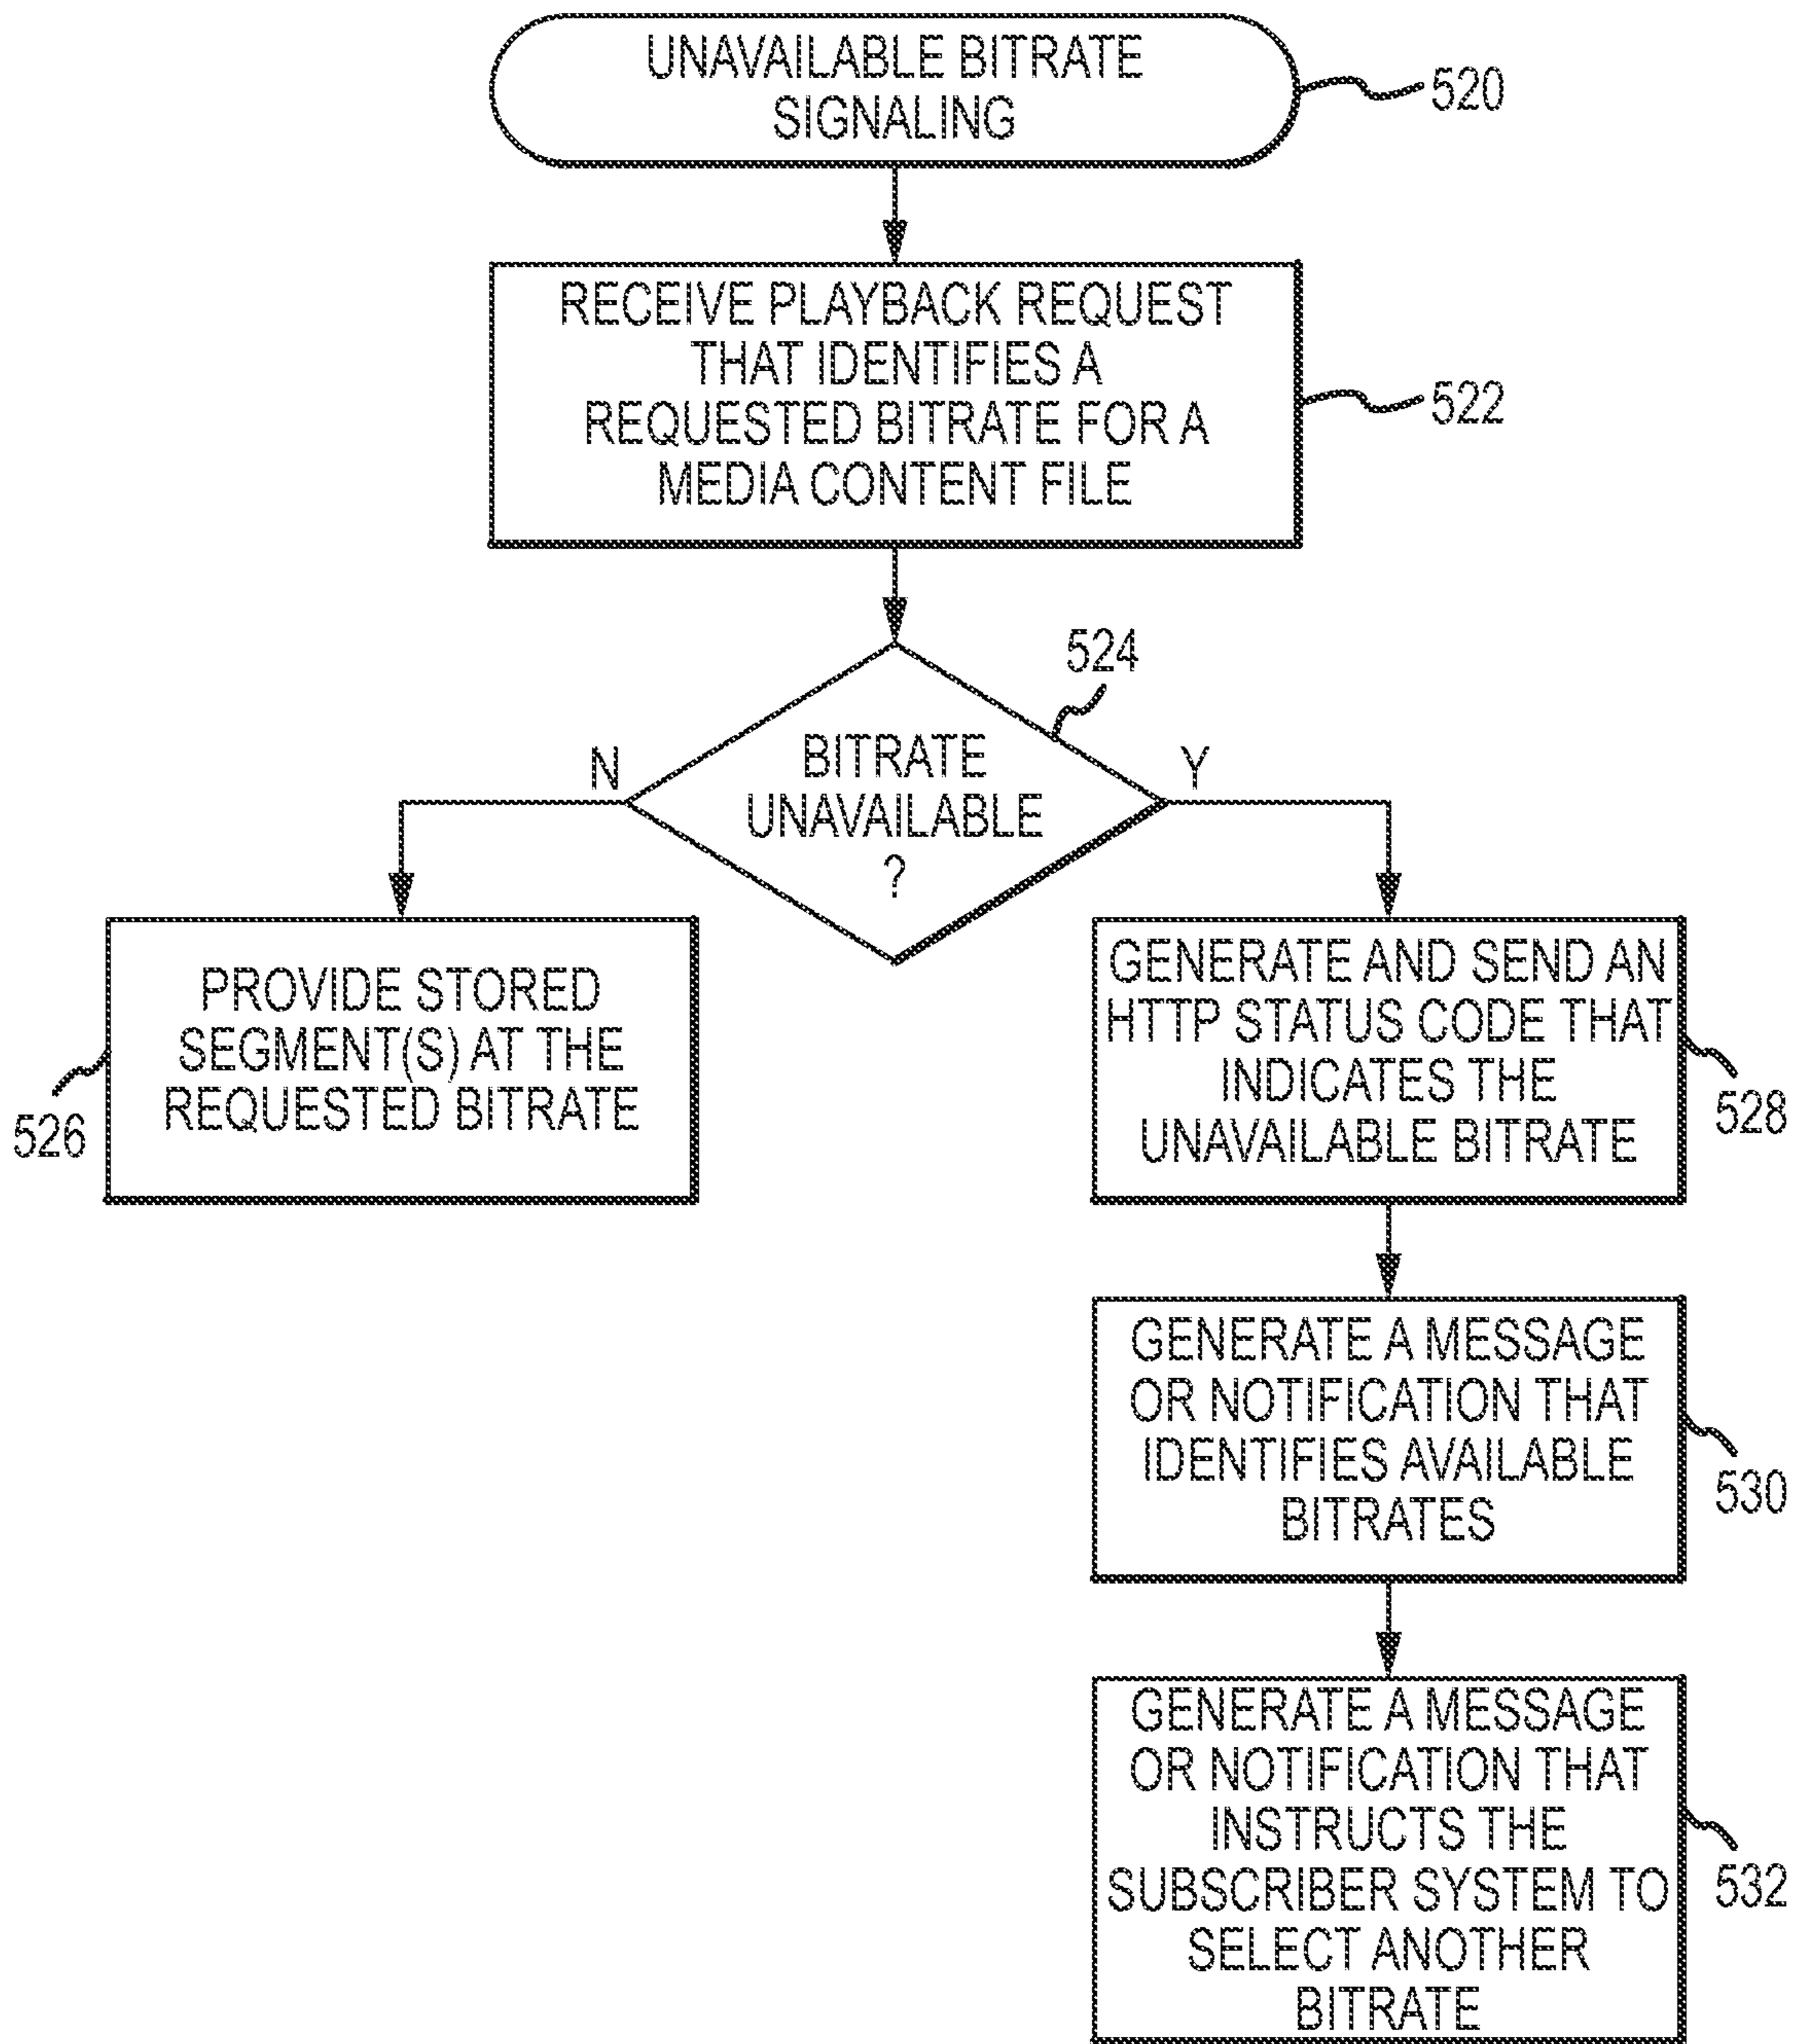 UNAVAILABLE BITRATE
SIGNALING
520
RECEIVE PLAYBACK REQUEST
THAT IDENTIFIES A
REQUESTED BITRATE FOR A
MEDIA CONTENT FILE
522
524
BITRATE
UNAVAILABLE
?
N
Y
PROVIDE STORED
SEGMENT(S) AT THE
REQUESTED BITRATE
526
GENERATE AND SEND AN
HTTP STATUS CODE THAT
INDICATES THE
UNAVAILABLE BITRATE
528
GENERATE A MESSAGE
OR NOTIFICATION THAT
IDENTIFIES AVAILABLE
BITRATES
530
GENERATE A MESSAGE
OR NOTIFICATION THAT
INSTRUCTS THE
SUBSCRIBER SYSTEM TO
SELECT ANOTHER
BITRATE
532